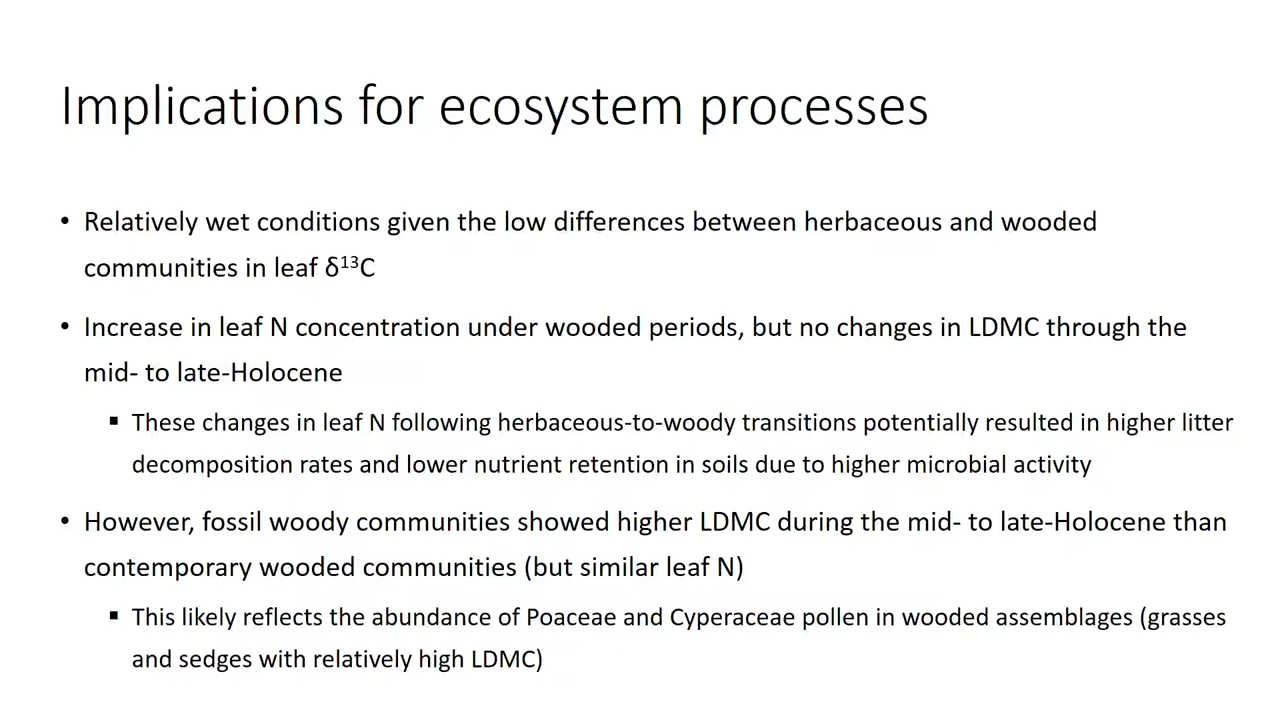 Implications for ecosystem processes
• Relatively wet conditions given the low differences between herbaceous and wooded
communities in leaf δ¹³C
• Increase in leaf N concentration under wooded periods, but no changes in LDMC through the
mid- to late-Holocene
▪ These changes in leaf N following herbaceous-to-woody transitions potentially resulted in higher litter
decomposition rates and lower nutrient retention in soils due to higher microbial activity
• However, fossil woody communities showed higher LDMC during the mid- to late-Holocene than
contemporary wooded communities (but similar leaf N)
▪ This likely reflects the abundance of Poaceae and Cyperaceae pollen in wooded assemblages (grasses
and sedges with relatively high LDMC)